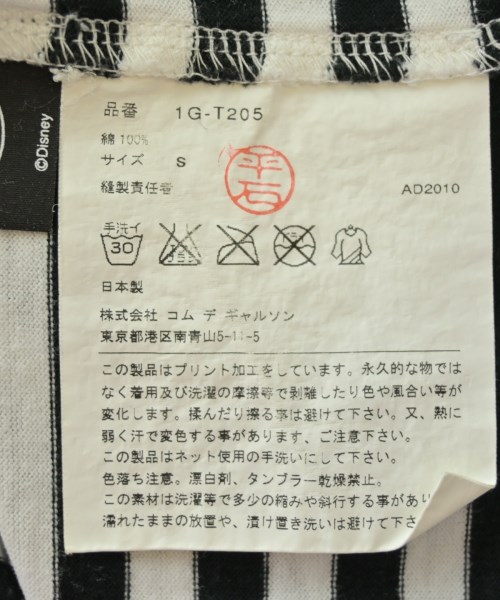 ©Disney
品番 1G-T205
綿 100%
サイズ S
縫製責任者 平石 AD2010
手洗イ
30
日本製
株式会社 コム デ ギャルソン
東京都港区南青山5-11-5
この製品はプリント加工をしています。永久的な物では
なく着用及び洗濯の摩擦等で剥離したり色や風合い等が
変化します。揉んだり擦る事は避けて下さい。又、熱に
弱く汗で変色する事があります、ご注意下さい。
この製品はネット使用の手洗いにして下さい。
色落ち注意。漂白剤、タンブラー乾燥禁止。
この素材は洗濯等で多少の縮みや斜行する事があり
濡れたままの放置や、漬け置き洗いは避けて下さ